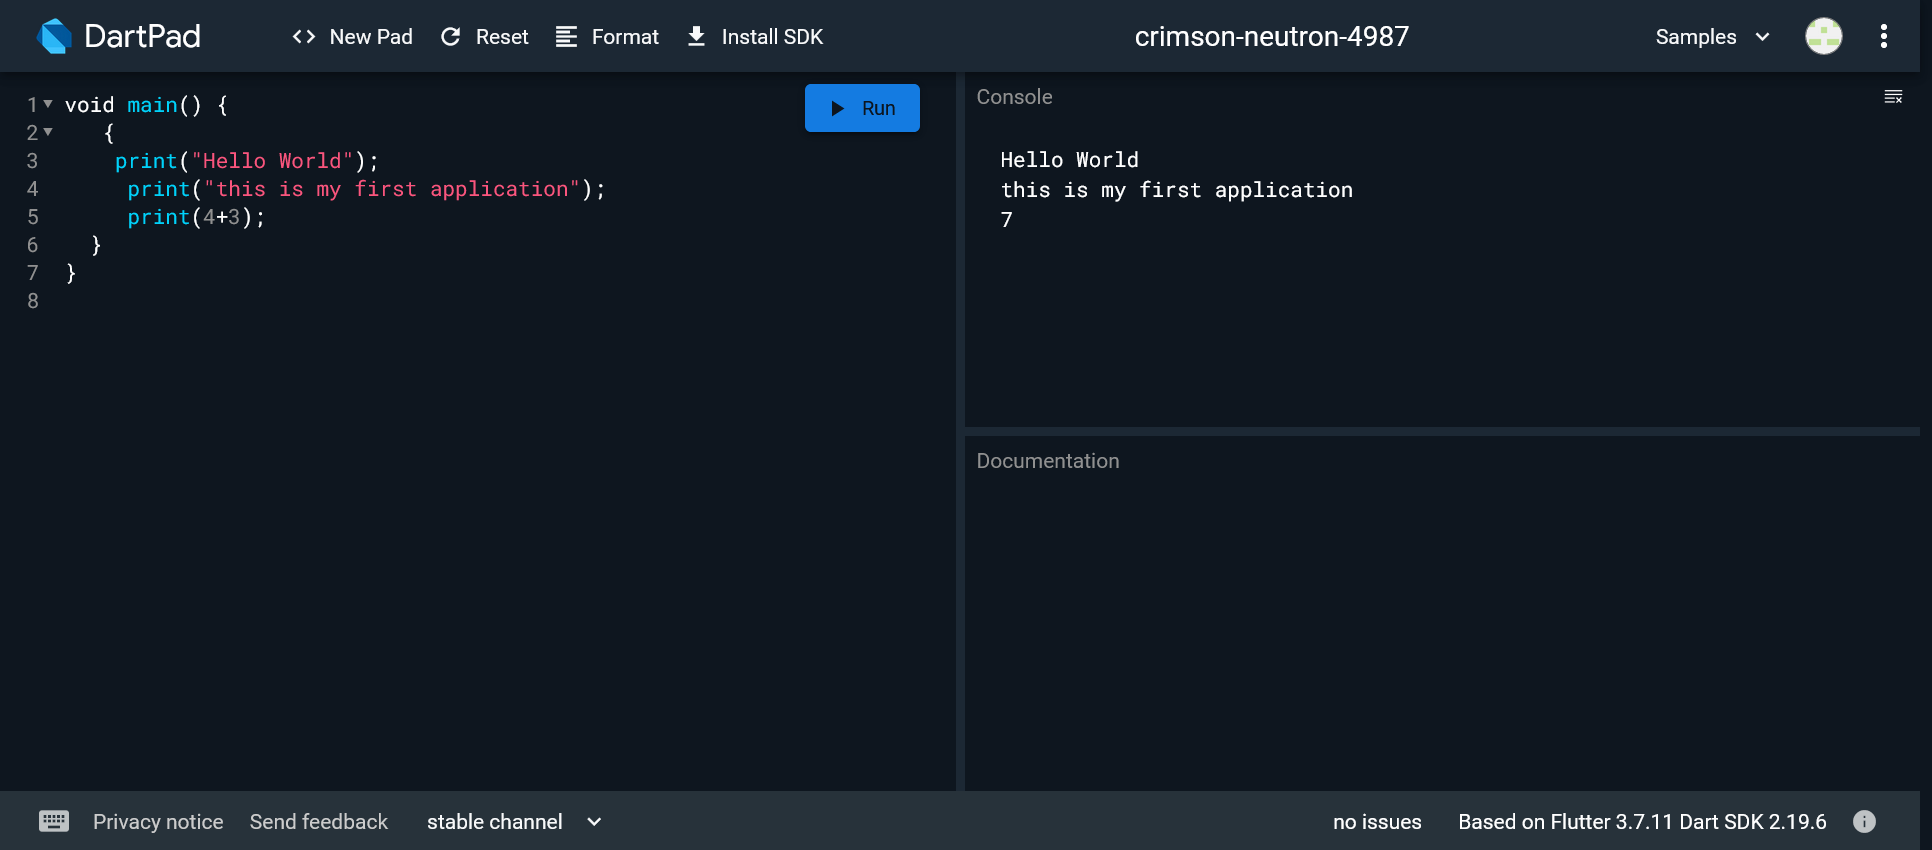 DartPad
<> New Pad
Reset
Format
Install SDK
crimson-neutron-4987
Samples
1 void main() {
2    {
3     print("Hello World");
4      print("this is my first application");
5      print(4+3);
6   }
7 }
8
Run
Console
Hello World
this is my first application
7
Documentation
Privacy notice
Send feedback
stable channel
no issues
Based on Flutter 3.7.11 Dart SDK 2.19.6